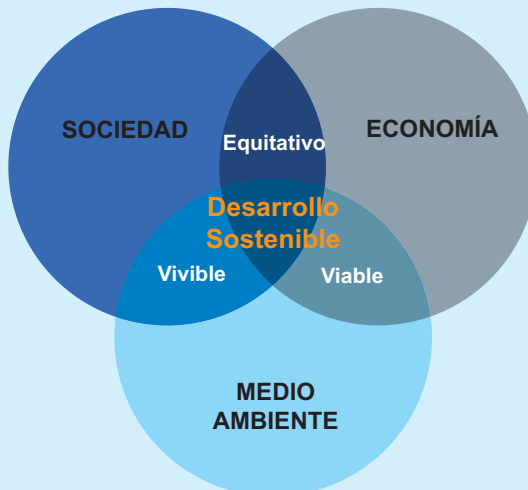 SOCIEDAD
ECONOMÍA
Equitativo
Desarrollo
Sostenible
Vivible
Viable
MEDIO
AMBIENTE